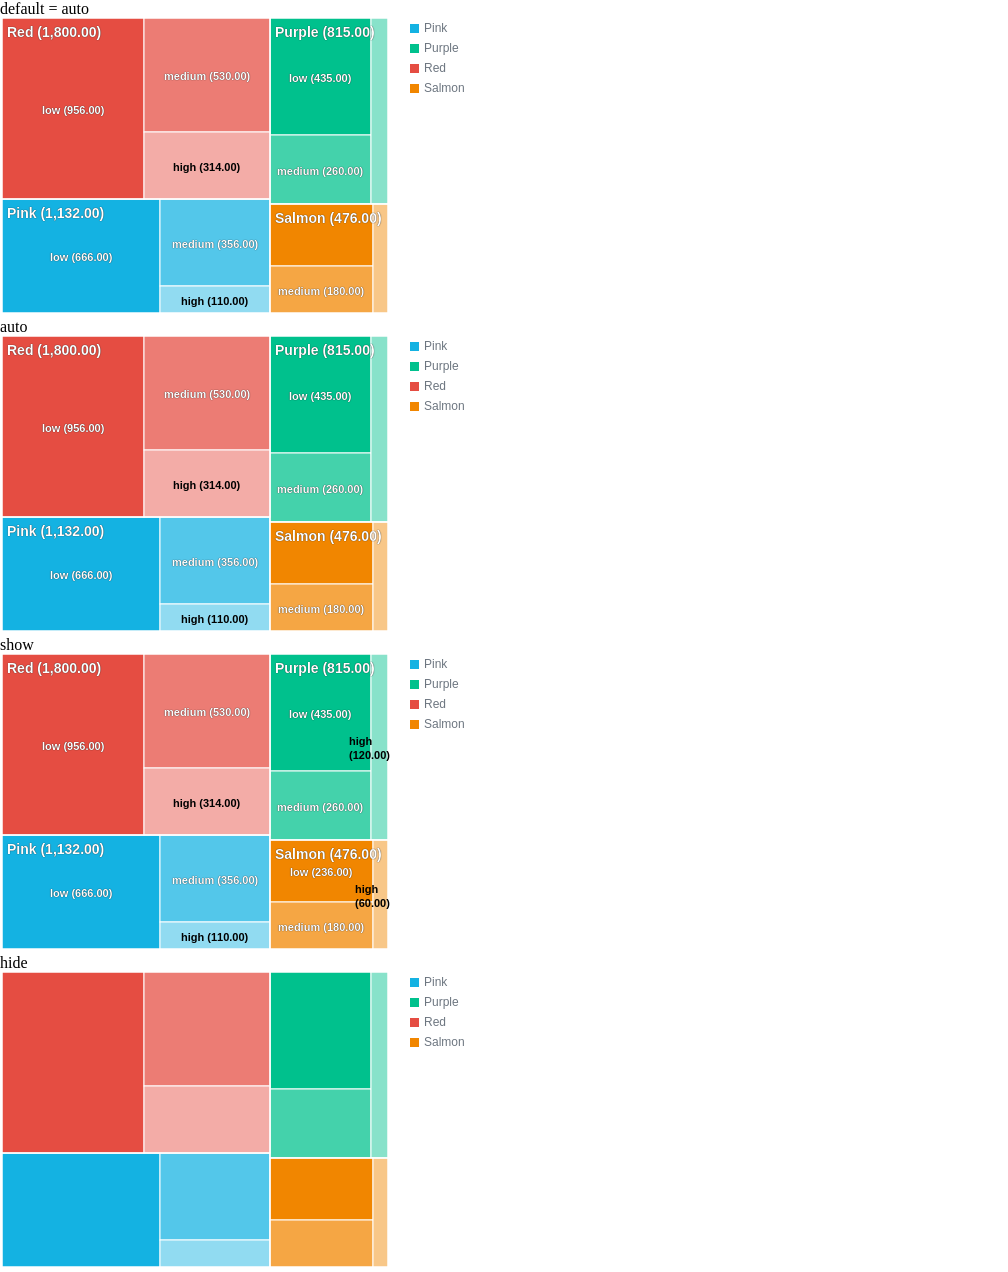 default = auto
Red (1,800.00)
Purple (815.00)
Pink
Purple
Red
Salmon
medium (530.00)
low (435.00)
low (956.00)
high (314.00)
medium (260.00)
Pink (1,132.00)
Salmon (476.00)
medium (356.00)
low (666.00)
medium (180.00)
high (110.00)
auto
Red (1,800.00)
Purple (815.00)
Pink
Purple
Red
Salmon
medium (530.00)
low (435.00)
low (956.00)
high (314.00)
medium (260.00)
Pink (1,132.00)
Salmon (476.00)
medium (356.00)
low (666.00)
medium (180.00)
high (110.00)
show
Red (1,800.00)
Purple (815.00)
Pink
Purple
Red
Salmon
medium (530.00)
low (435.00)
high
(120.00)
low (956.00)
high (314.00)
medium (260.00)
Pink (1,132.00)
Salmon (476.00)
low (236.00)
medium (356.00)
high
(60.00)
low (666.00)
medium (180.00)
high (110.00)
hide
Pink
Purple
Red
Salmon